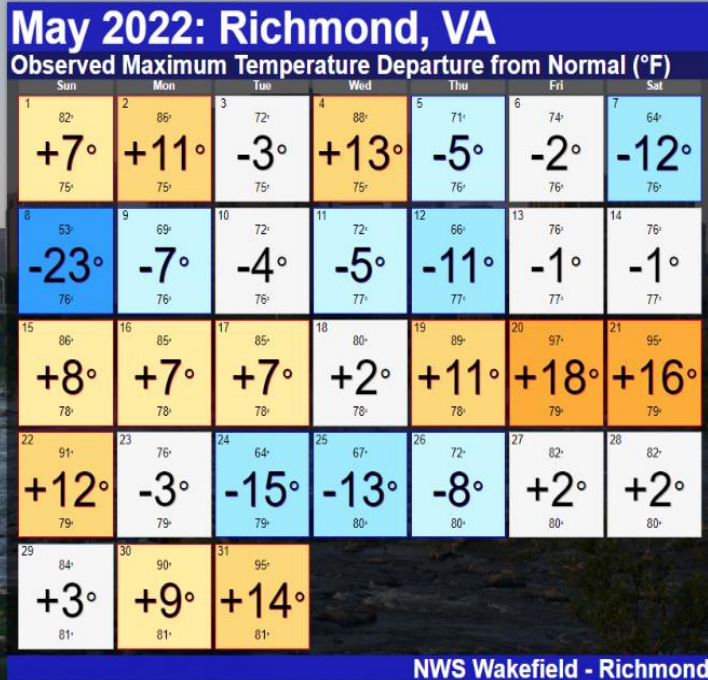 May 2022: Richmond, VA
Observed Maximum Temperature Departure from Normal (°F)
Sun Mon Tue Wed Thu Fri Sat
1 2 3 4 5 6 7
82° 86° 72° 88° 71° 74° 64°
+7° +11° -3° +13° -5° -2° -12°
75° 75° 75° 75° 76° 76° 76°
8 9 10 11 12 13 14
53° 69° 72° 72° 66° 76° 76°
-23° -7° -4° -5° -11° -1° -1°
76° 76° 76° 77° 77° 77° 77°
15 16 17 18 19 20 21
86° 85° 85° 80° 89° 97° 95°
+8° +7° +7° +2° +11° +18° +16°
78° 78° 78° 78° 78° 79° 79°
22 23 24 25 26 27 28
91° 76° 64° 67° 72° 82° 82°
+12° -3° -15° -13° -8° +2° +2°
79° 79° 79° 80° 80° 80° 80°
29 30 31
84° 90° 95°
+3° +9° +14°
81° 81° 81°
NWS Wakefield - Richmond